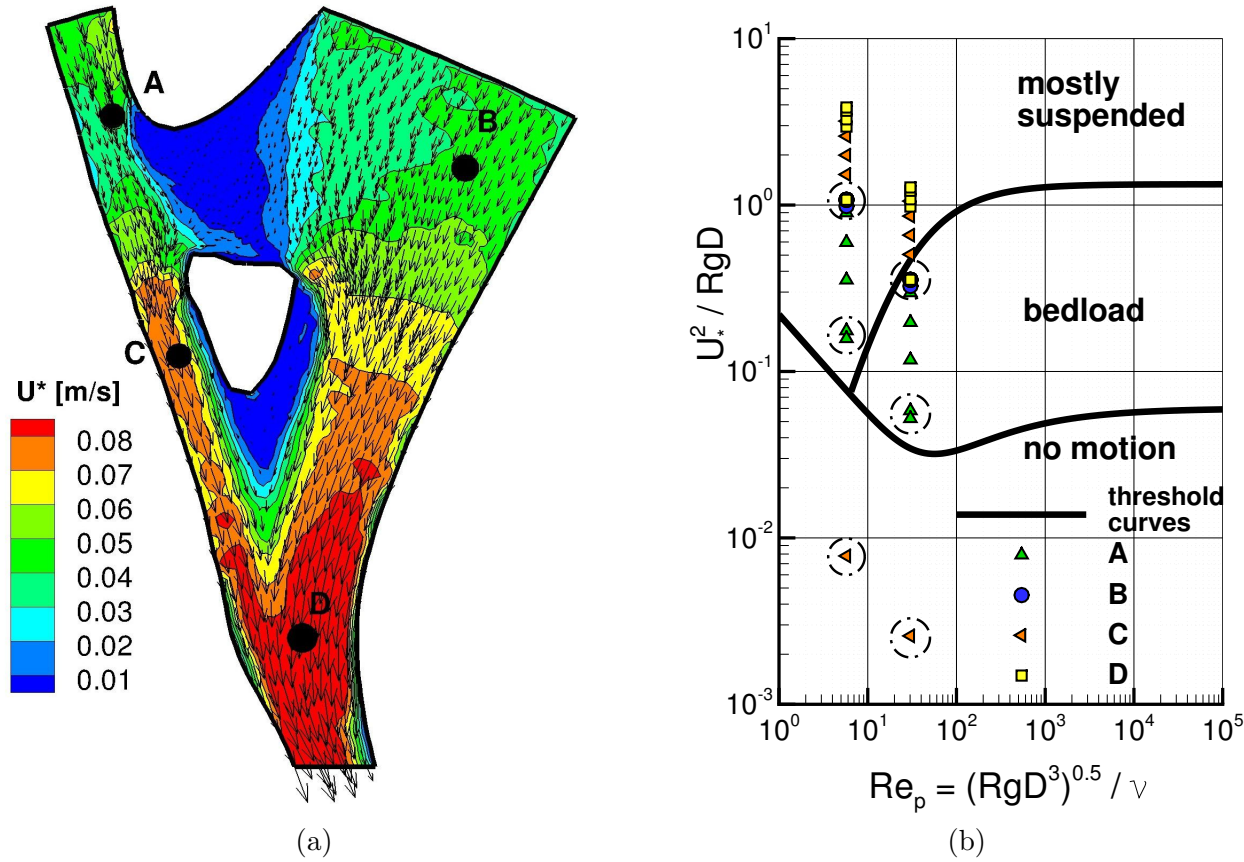 A
B
C
D
U* [m/s]
0.08
0.07
0.06
0.05
0.04
0.03
0.02
0.01
(a)
10^1
10^0
10^-1
10^-2
10^-3
U_*^2 / RgD
mostly
suspended
bedload
no motion
threshold
curves
A
B
C
D
10^0 10^1 10^2 10^3 10^4 10^5
Re_p = (RgD^3)^0.5 / ν
(b)